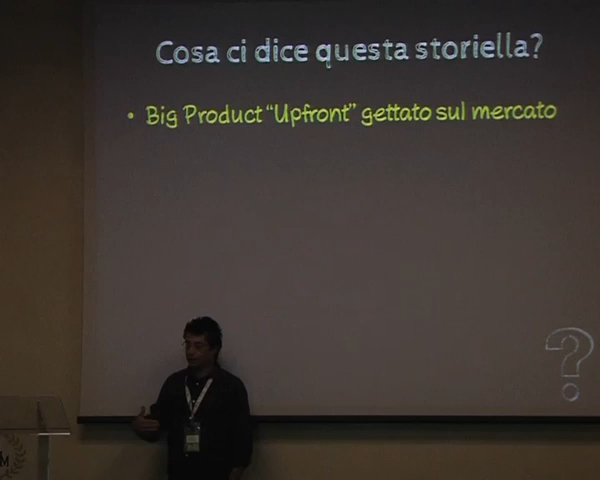 Cosa ci dice questa storiella?
• Big Product “Upfront” gettato sul mercato
?
M